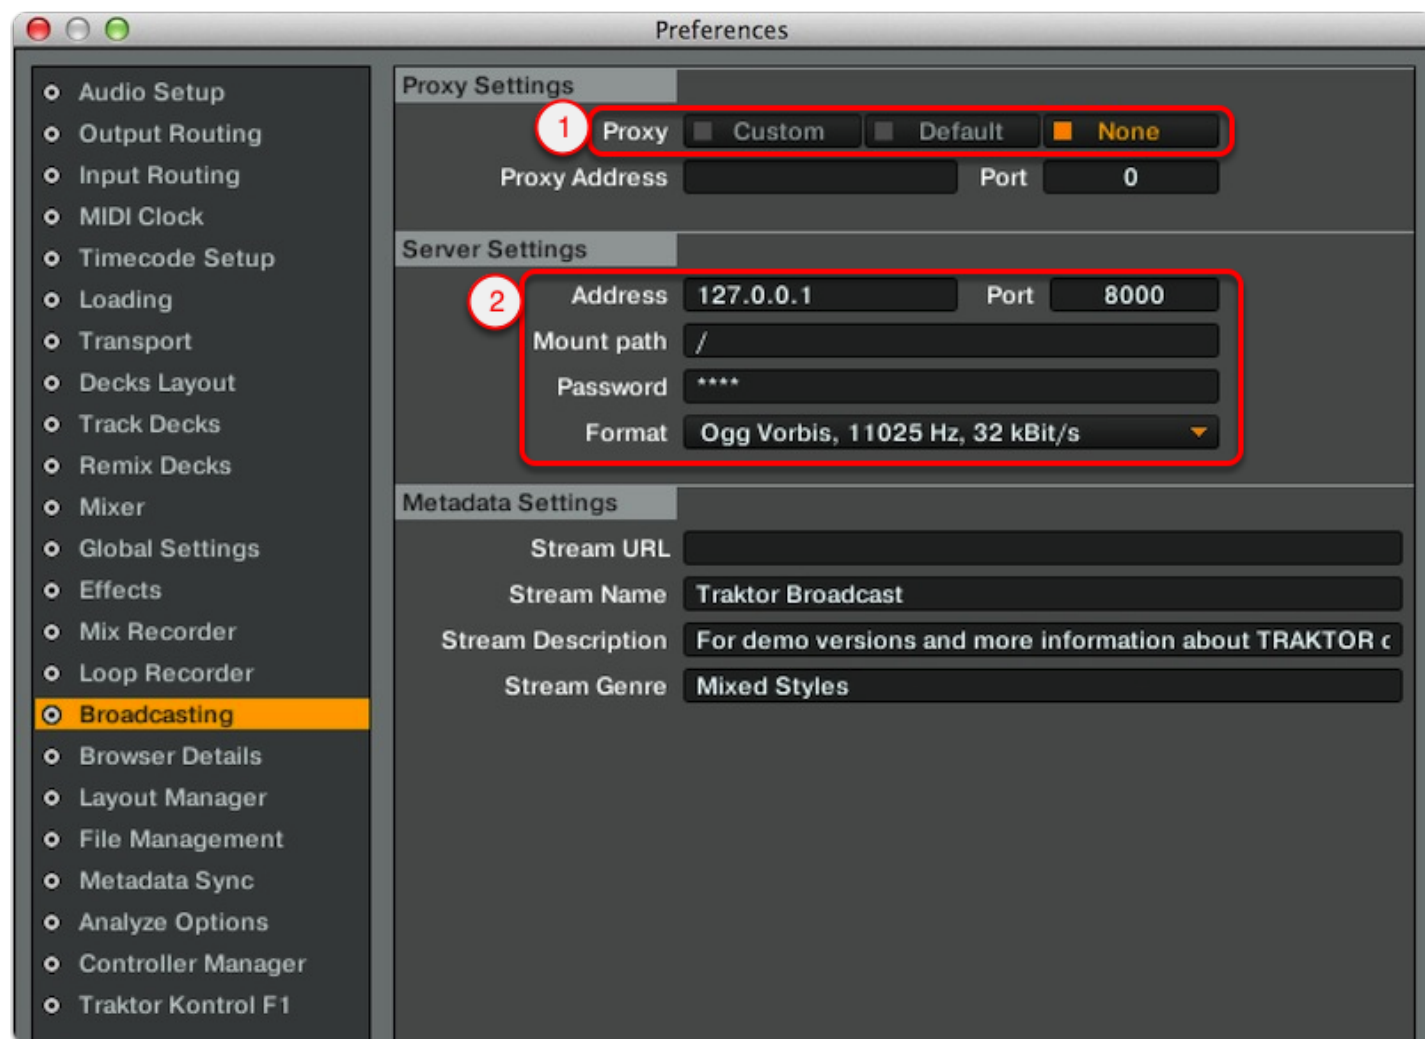 Preferences
Audio Setup
Output Routing
Input Routing
MIDI Clock
Timecode Setup
Loading
Transport
Decks Layout
Track Decks
Remix Decks
Mixer
Global Settings
Effects
Mix Recorder
Loop Recorder
Broadcasting
Browser Details
Layout Manager
File Management
Metadata Sync
Analyze Options
Controller Manager
Traktor Kontrol F1
Proxy Settings
1 Proxy Custom Default None
Proxy Address Port 0
Server Settings
2 Address 127.0.0.1 Port 8000
Mount path /
Password ****
Format Ogg Vorbis, 11025 Hz, 32 kBit/s
Metadata Settings
Stream URL
Stream Name Traktor Broadcast
Stream Description For demo versions and more information about TRAKTOR
Stream Genre Mixed Styles